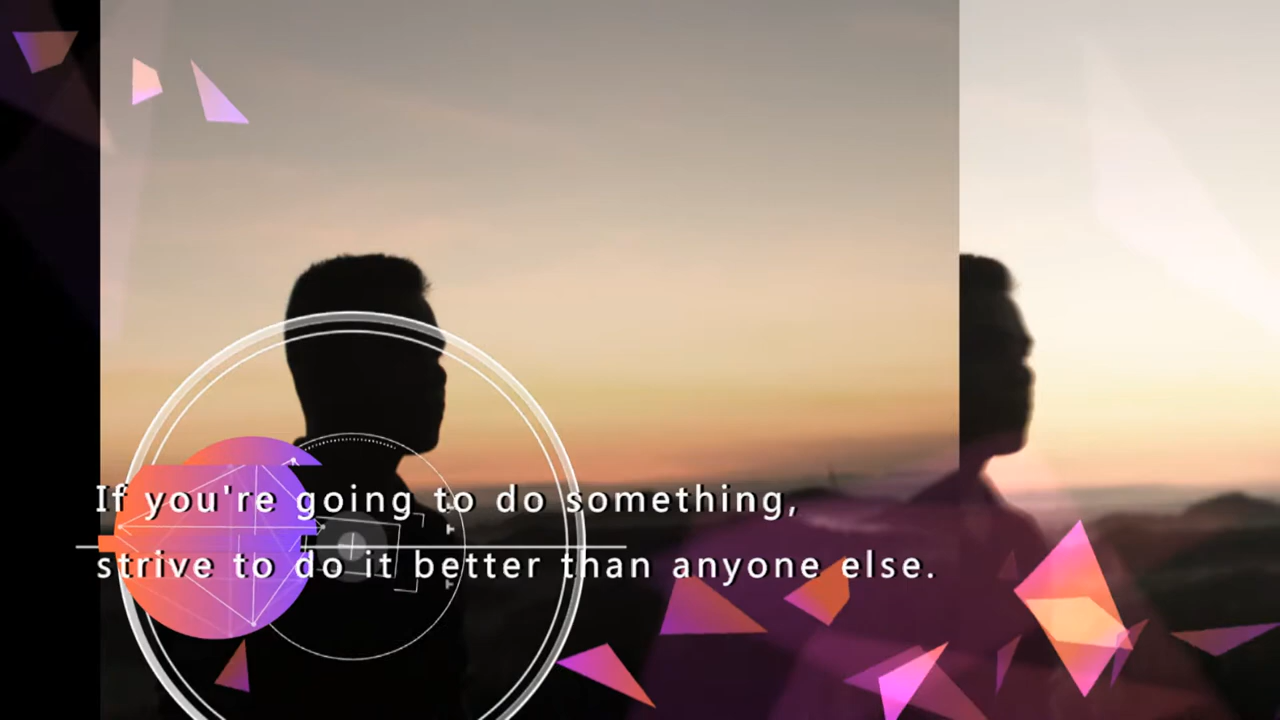 If you're going to do something,
strive to do it better than anyone else.